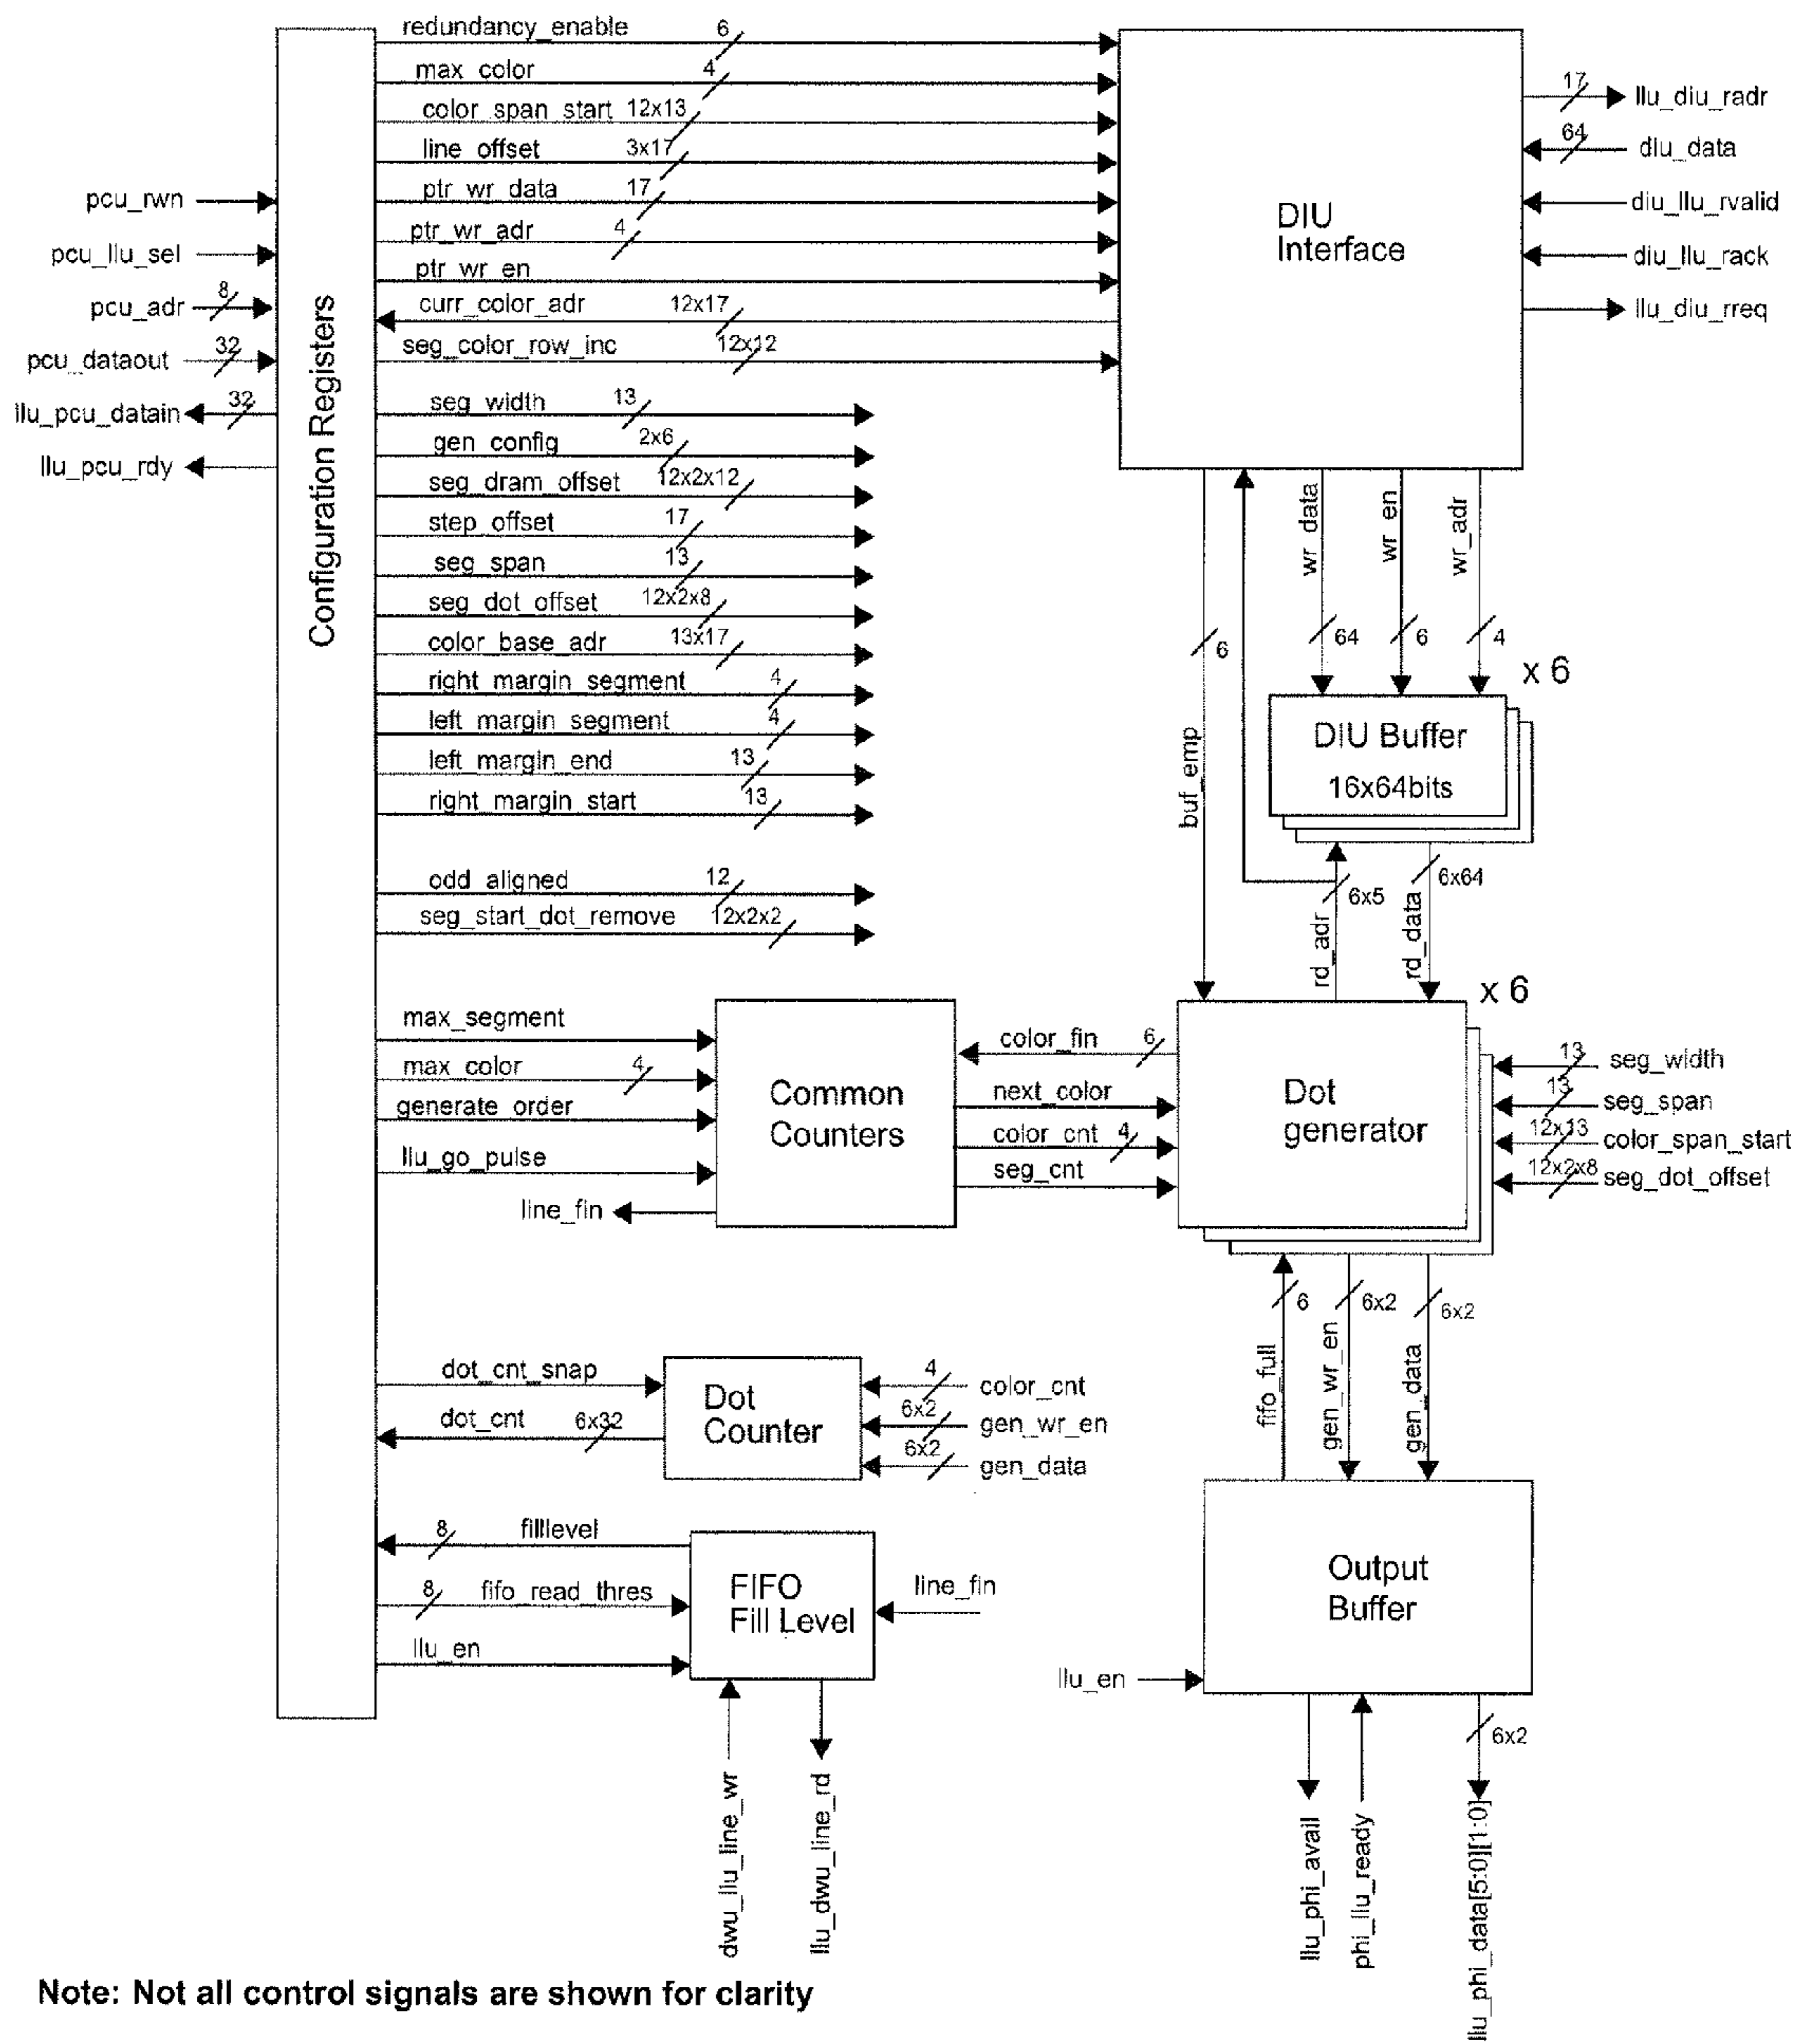 redundancy_enable
6
max_color
4
color_span_start 12x13
line_offset 3x17
ptr_wr_data 17
ptr_wr_adr 4
ptr_wr_en
curr_color_adr 12x17
seg_color_row_inc 12x12
pcu_rwn
pcu_llu_sel
pcu_adr 8
pcu_dataout 32
llu_pcu_datain 32
llu_pcu_rdy
Configuration Registers
DIU
Interface
17 llu_diu_radr
64 diu_data
diu_llu_rvalid
diu_llu_rack
llu_diu_rreq
seg_width 13
gen_config 2x6
seg_dram_offset 12x2x12
step_offset 17
seg_span 13
seg_dot_offset 12x2x8
color_base_adr 13x17
right_margin_segment 4
left_margin_segment 4
left_margin_end 13
right_margin_start 13
odd_aligned 12
seg_start_dot_remove 12x2x2
buf_emp
6
wr_data
64
wr_en
6
wr_adr
4
x 6
DIU Buffer
16x64bits
rd_adr
6x5
rd_data
6x64
x 6
max_segment
max_color 4
generate_order
llu_go_pulse
line_fin
Common
Counters
color_fin 6
next_color
color_cnt 4
seg_cnt
Dot
generator
13 seg_width
13 seg_span
12x13 color_span_start
12x2x8 seg_dot_offset
fifo_full
6
gen_wr_en
6x2
gen_data
6x2
dot_cnt_snap
dot_cnt 6x32
Dot
Counter
4 color_cnt
6x2 gen_wr_en
6x2 gen_data
8 filllevel
8 fifo_read_thres
llu_en
FIFO
Fill Level
line_fin
dwu_llu_line_wr
llu_dwu_line_rd
Output
Buffer
llu_en
llu_phi_avail
phi_llu_ready
6x2
llu_phi_data[5:0][1:0]
Note: Not all control signals are shown for clarity